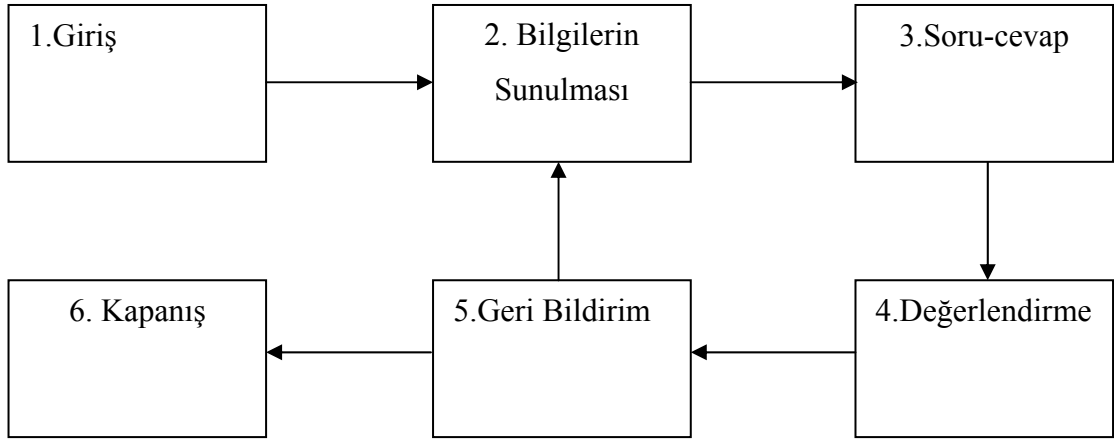 1.Giriş
2. Bilgilerin
Sunulması
3.Soru-cevap
4.Değerlendirme
5.Geri Bildirim
6. Kapanış